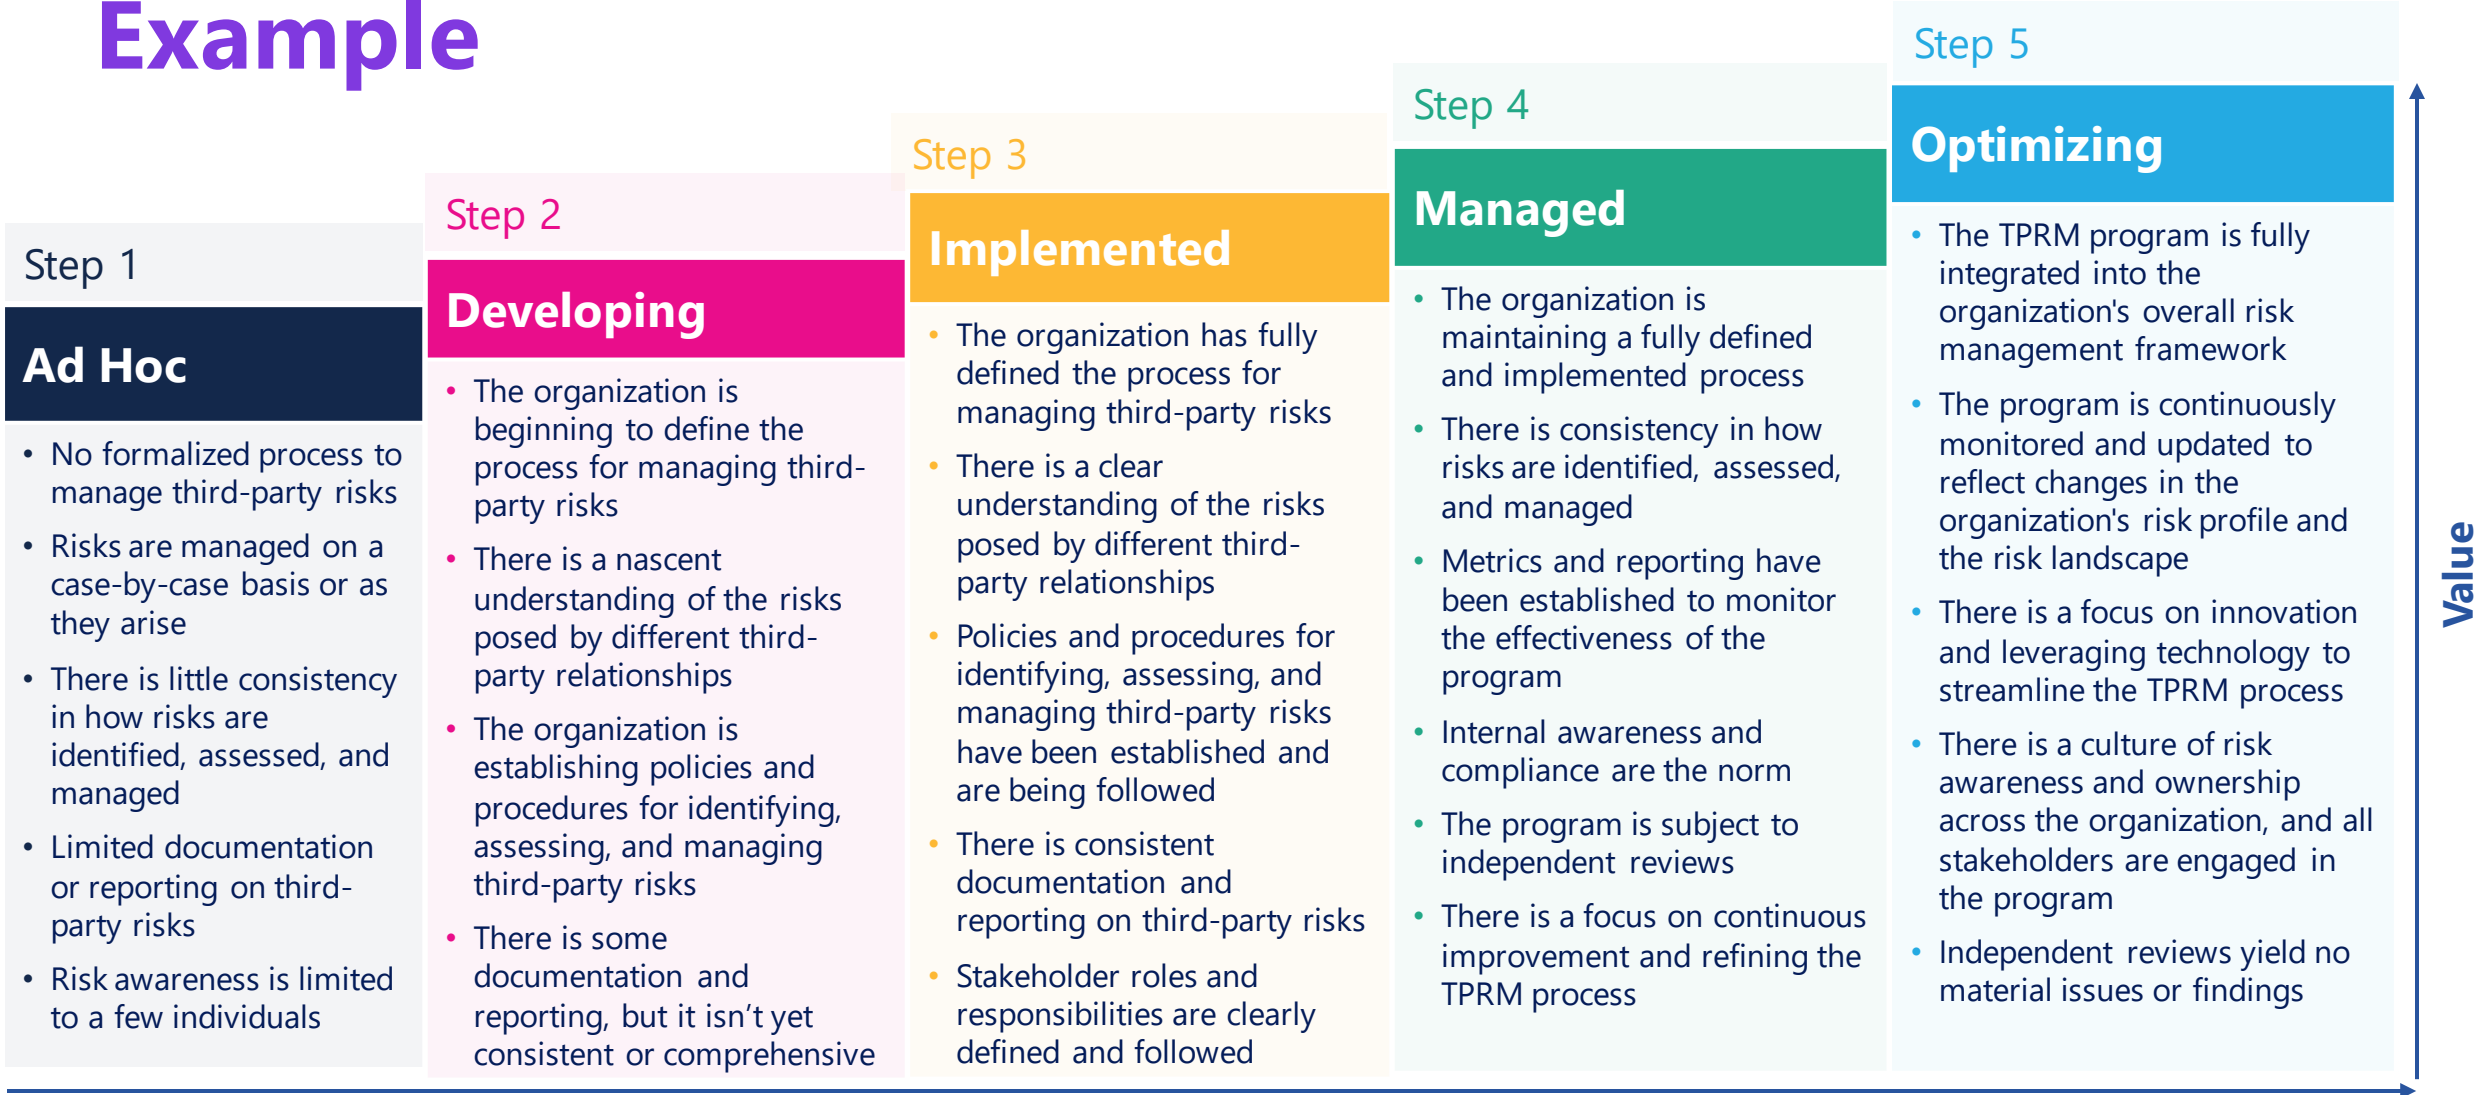 Example
Step 1
Ad Hoc
• No formalized process to
manage third-party risks
• Risks are managed on a
case-by-case basis or as
they arise
• There is little consistency
in how risks are
identified, assessed, and
managed
• Limited documentation
or reporting on third-
party risks
• Risk awareness is limited
to a few individuals
Step 2
Developing
• The organization is
beginning to define the
process for managing third-
party risks
• There is a nascent
understanding of the risks
posed by different third-
party relationships
• The organization is
establishing policies and
procedures for identifying,
assessing, and managing
third-party risks
• There is some
documentation and
reporting, but it isn’t yet
consistent or comprehensive
Step 3
Implemented
• The organization has fully
defined the process for
managing third-party risks
• There is a clear
understanding of the risks
posed by different third-
party relationships
• Policies and procedures for
identifying, assessing, and
managing third-party risks
have been established and
are being followed
• There is consistent
documentation and
reporting on third-party risks
• Stakeholder roles and
responsibilities are clearly
defined and followed
Step 4
Managed
• The organization is
maintaining a fully defined
and implemented process
• There is consistency in how
risks are identified, assessed,
and managed
• Metrics and reporting have
been established to monitor
the effectiveness of the
program
• Internal awareness and
compliance are the norm
• The program is subject to
independent reviews
• There is a focus on continuous
improvement and refining the
TPRM process
Step 5
Optimizing
• The TPRM program is fully
integrated into the
organization's overall risk
management framework
• The program is continuously
monitored and updated to
reflect changes in the
organization's risk profile and
the risk landscape
• There is a focus on innovation
and leveraging technology to
streamline the TPRM process
• There is a culture of risk
awareness and ownership
across the organization, and all
stakeholders are engaged in
the program
• Independent reviews yield no
material issues or findings
Value